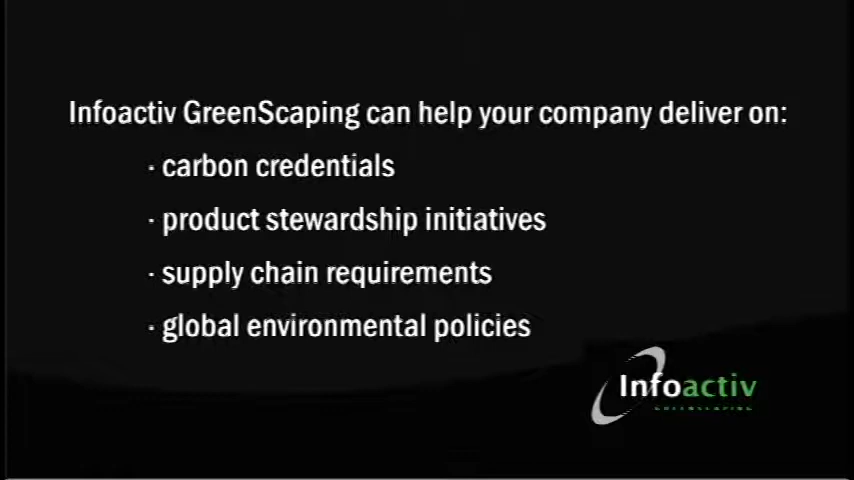 Infoactiv GreenScaping can help your company deliver on:
· carbon credentials
· product stewardship initiatives
· supply chain requirements
· global environmental policies
Infoactiv
GREENSCAPING